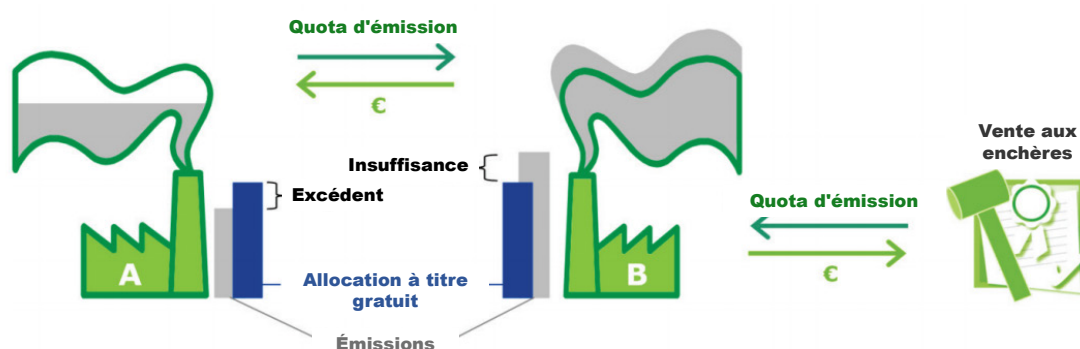 Quota d'émission
€
Insuffisance
Excédent
Vente aux
enchères
Quota d'émission
€
A
B
Allocation à titre
gratuit
Émissions